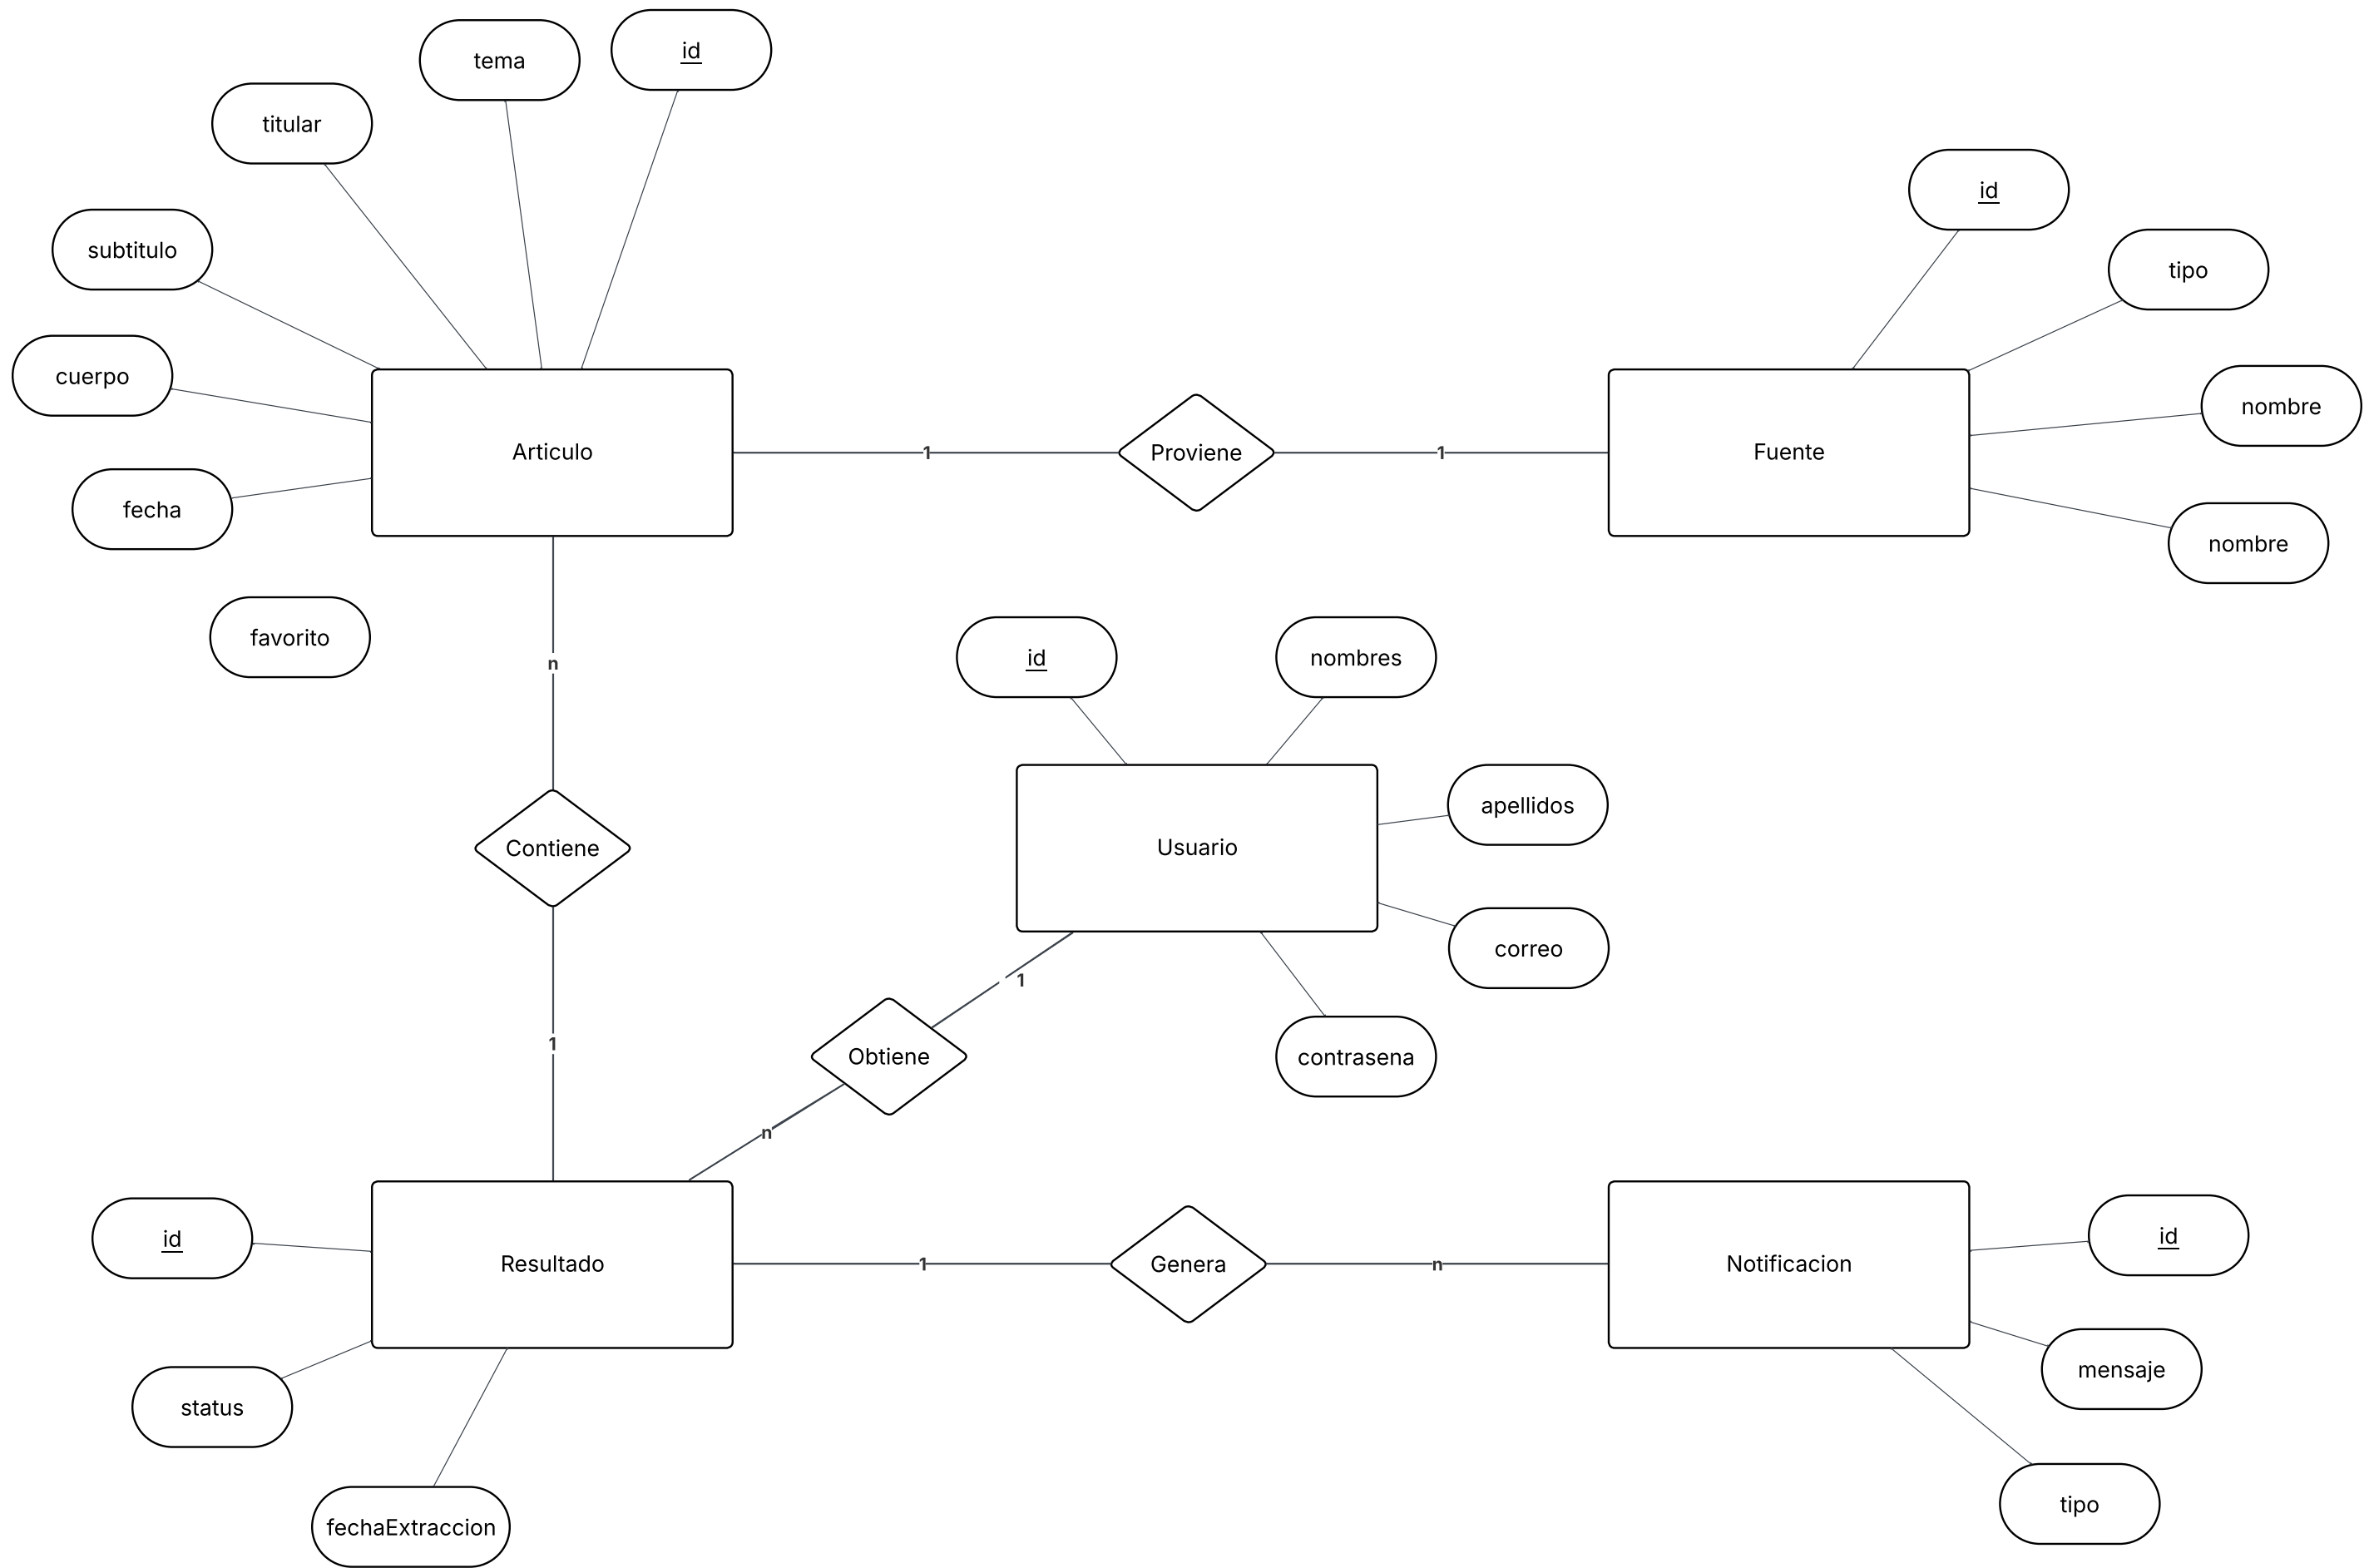 id
tema
titular
id
subtitulo
tipo
cuerpo
nombre
Articulo
1
Proviene
1
Fuente
fecha
nombre
favorito
n
id
nombres
apellidos
Contiene
Usuario
correo
1
1
Obtiene
contrasena
n
id
id
Resultado
1
Genera
n
Notificacion
mensaje
status
tipo
fechaExtraccion